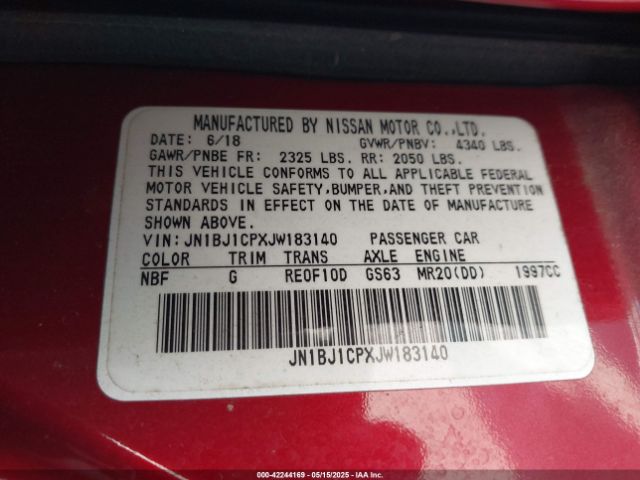 MANUFACTURED BY NISSAN MOTOR CO.,LTD.
DATE: 6/18 GVWR/PNBV: 4340 LBS.
GAWR/PNBE FR: 2325 LBS. RR: 2050 LBS.
THIS VEHICLE CONFORMS TO ALL APPLICABLE FEDERAL
MOTOR VEHICLE SAFETY,BUMPER,AND THEFT PREVENTION
STANDARDS IN EFFECT ON THE DATE OF MANUFACTURE
SHOWN ABOVE.
VIN:JN1BJ1CPXJW183140 PASSENGER CAR
COLOR TRIM TRANS AXLE ENGINE
NBF G RE0F10D GS63 MR20(DD) 1997CC
JN1BJ1CPXJW183140
000-42244169 - 05/15/2025 - IAA Inc.